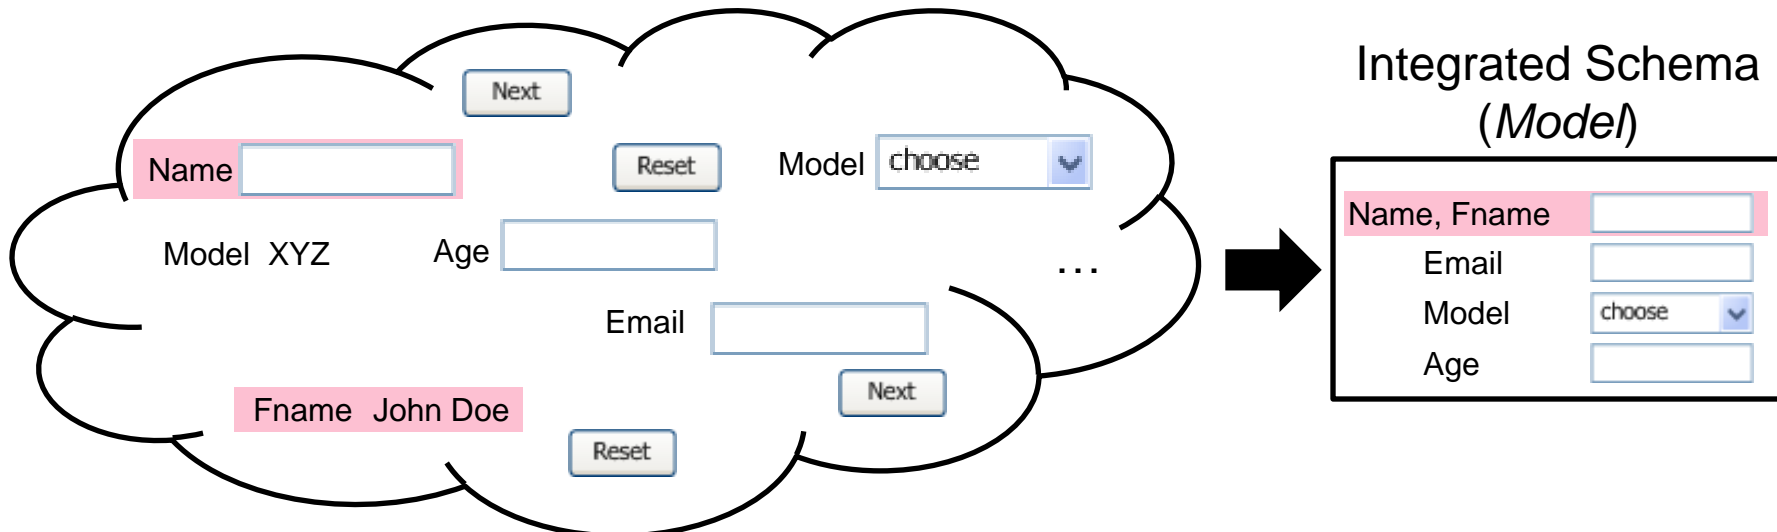 Next
Name
Reset
Model choose
Model XYZ
Age
...
Email
Next
Fname John Doe
Reset
Integrated Schema
(Model)
Name, Fname
Email
Model choose
Age